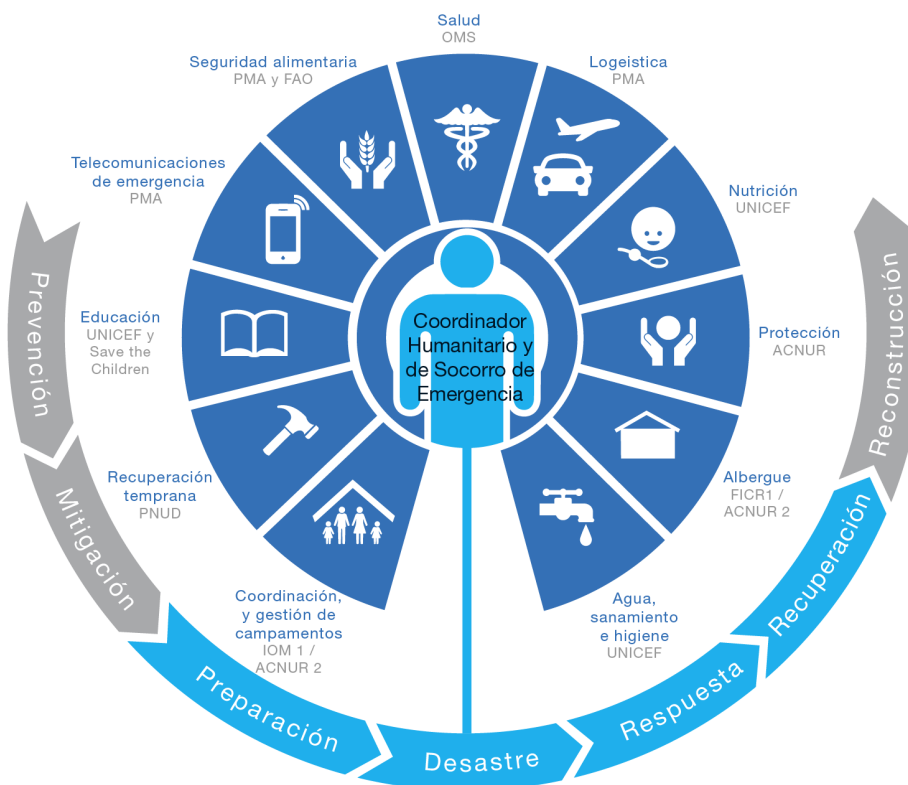 Salud
OMS
Logeistica
PMA
Nutrición
UNICEF
Protección
ACNUR
Albergue
FICR1 /
ACNUR 2
Agua,
sanamiento
e higiene
UNICEF
Coordinación,
y gestión de
campamentos
IOM 1 /
ACNUR 2
Recuperación
temprana
PNUD
Educación
UNICEF y
Save the
Children
Telecomunicaciones
de emergencia
PMA
Seguridad alimentaria
PMA y FAO
Coordinador
Humanitario y
de Socorro de
Emergencia
Prevención
Mitigación
Preparación
Desastre
Respuesta
Recuperación
Reconstrucción